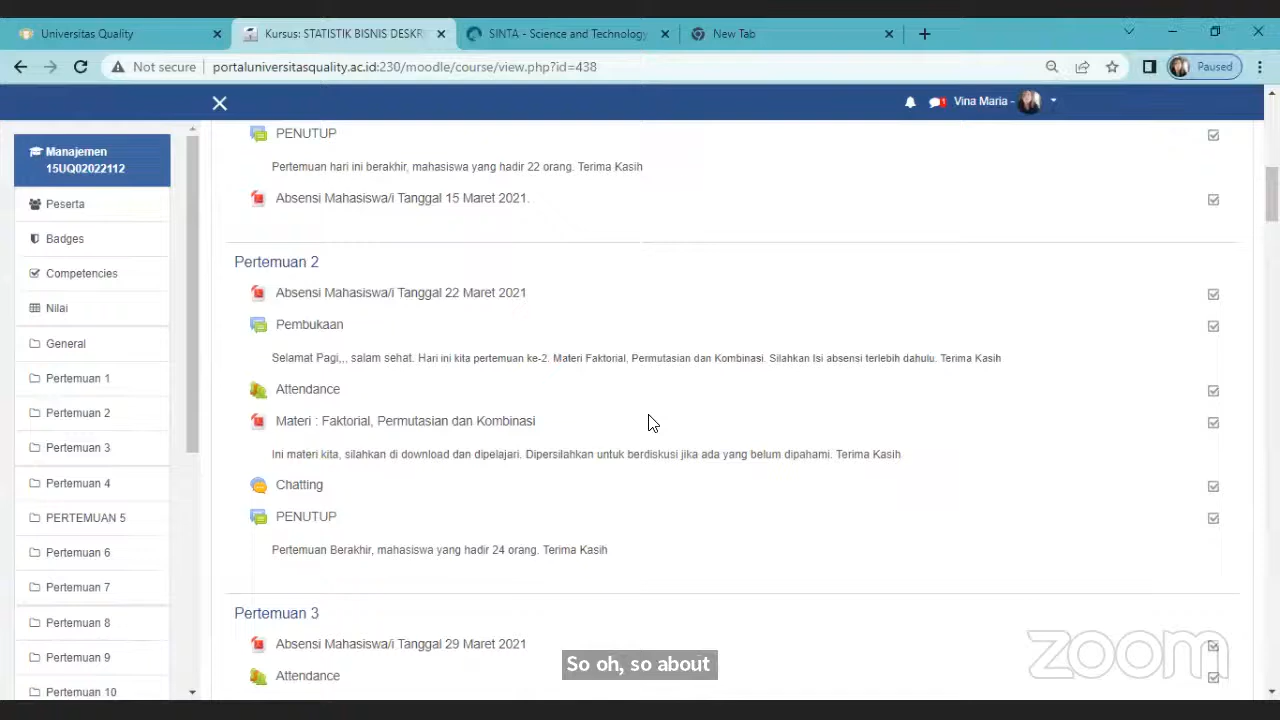 Universitas Quality
Kursus: STATISTIK BISNIS DESKR
SINTA - Science and Technology
New Tab
Not secure
portaluniversitasquality.ac.id:230/moodle/course/view.php?id=438
Paused
Vina Maria -
Manajemen
15UQ02022112
Peserta
Badges
Competencies
Nilai
General
Pertemuan 1
Pertemuan 2
Pertemuan 3
Pertemuan 4
PERTEMUAN 5
Pertemuan 6
Pertemuan 7
Pertemuan 8
Pertemuan 9
Pertemuan 10
PENUTUP
Pertemuan hari ini berakhir, mahasiswa yang hadir 22 orang. Terima Kasih
Absensi Mahasiswa/i Tanggal 15 Maret 2021.
Pertemuan 2
Absensi Mahasiswa/i Tanggal 22 Maret 2021
Pembukaan
Selamat Pagi,,, salam sehat. Hari ini kita pertemuan ke-2. Materi Faktorial, Permutasian dan Kombinasi. Silahkan Isi absensi terlebih dahulu. Terima Kasih
Attendance
Materi : Faktorial, Permutasian dan Kombinasi
Ini materi kita, silahkan di download dan dipelajari. Dipersilahkan untuk berdiskusi jika ada yang belum dipahami. Terima Kasih
Chatting
PENUTUP
Pertemuan Berakhir, mahasiswa yang hadir 24 orang. Terima Kasih
Pertemuan 3
Absensi Mahasiswa/i Tanggal 29 Maret 2021
Attendance
So oh, so about
zoom